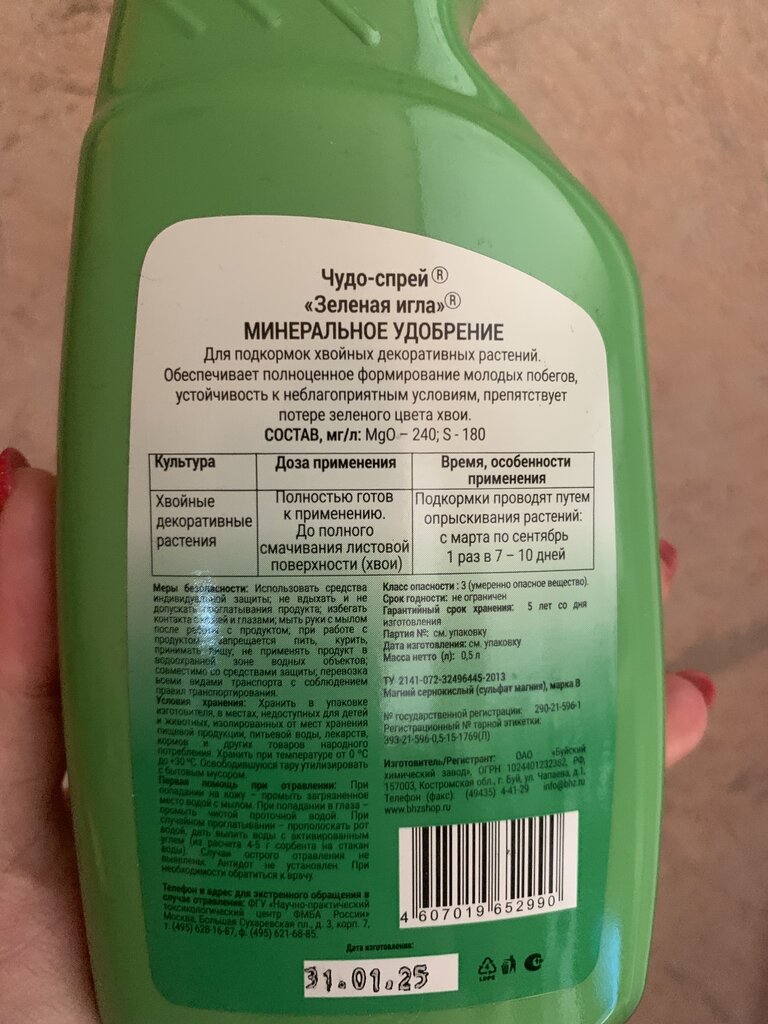 Чудо-спрей®
«Зеленая игла»®
МИНЕРАЛЬНОЕ УДОБРЕНИЕ
Для подкормок хвойных декоративных растений.
Обеспечивает полноценное формирование молодых побегов,
устойчивость к неблагоприятным условиям, препятствует
потере зеленого цвета хвои.
СОСТАВ, мг/л: MgO – 240; S - 180
Культура
Доза применения
Время, особенности
применения
Хвойные
декоративные
растения
Полностью готов
к применению.
До полного
смачивания листовой
поверхности (хвои)
Подкормки проводят путем
опрыскивания растений:
с марта по сентябрь
1 раз в 7 – 10 дней
Меры безопасности: Использовать средства
индивидуальной защиты; не вдыхать и не
допускать проглатывания продукта; избегать
контакта с кожей и глазами; мыть руки с мылом
после работы с продуктом; при работе с
продуктом запрещается пить, курить,
принимать пищу; не применять продукт в
водоохранной зоне водных объектов;
совместимо со средствами защиты; перевозка
всеми видами транспорта с соблюдением
правил транспортирования.
Условия хранения: Хранить в упаковке
изготовителя, в местах, недоступных для детей
и животных, изолированных от мест хранения
пищевой продукции, питьевой воды, лекарств,
кормов и других товаров народного
потребления. Хранить при температуре от 0 °C
до +30 °C. Освободившуюся тару утилизировать
с бытовым мусором.
Первая помощь при отравлении: При
попадании на кожу – промыть загрязненное
место водой с мылом. При попадании в глаза –
промыть чистой проточной водой. При
случайном проглатывании – прополоскать рот
водой, дать выпить воды с активированным
углем (из расчета 4-5 г сорбента на стакан
воды). Случаи острого отравления не
выявлены. Антидот не установлен. При
необходимости обратиться к врачу.
Телефон и адрес для экстренного обращения в
случае отравления: ФГУ «Научно-практический
токсикологический центр ФМБА России»
Москва, Большая Сухаревская пл., д. 3, корп. 7,
т. (495) 628-16-87, ф. (495) 621-68-85.
Класс опасности : 3 (умеренно опасное вещество).
Срок годности: не ограничен
Гарантийный срок хранения: 5 лет со дня
изготовления
Партия №: см. упаковку
Дата изготовления: см. упаковку
Масса нетто (л): 0,5 л
ТУ 2141-072-32496445-2013
Магний сернокислый (сульфат магния), марка В
№ государственной регистрации: 290-21-596-1
Регистрационный № тарной этикетки:
393-21-596-0,5-15-1769(Л)
Изготовитель/Регистрант: ОАО «Буйский
химический завод», ОГРН 1024401232382, РФ,
157003, Костромская обл., г. Буй, ул. Чапаева, д.1,
Телефон (факс): (49435) 4-41-29 info@bhz.ru
www.bhzshop.ru
4 607019 652990
Дата изготовления:
31.01.25
4
LDPE